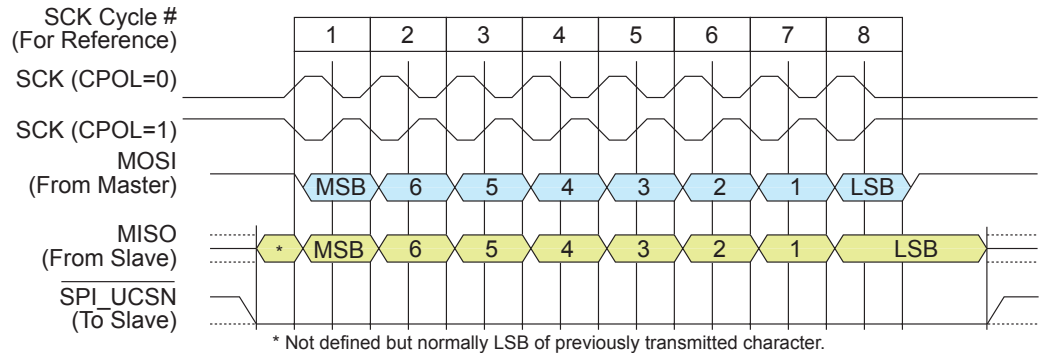 SCK Cycle #
(For Reference)
1 2 3 4 5 6 7 8
SCK (CPOL=0)
SCK (CPOL=1)
MOSI
(From Master)
MSB 6 5 4 3 2 1 LSB
MISO
(From Slave)
* MSB 6 5 4 3 2 1 LSB
SPI_UCSN
(To Slave)
* Not defined but normally LSB of previously transmitted character.